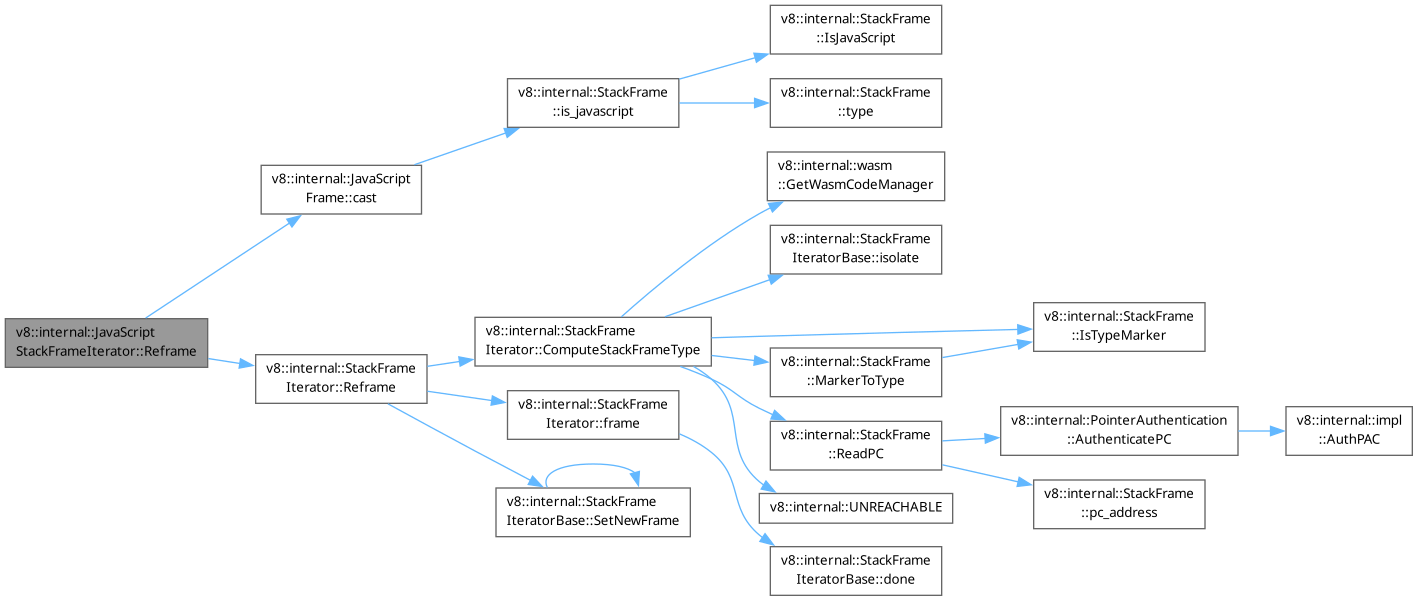 v8::internal::StackFrame
::IsJavaScript
v8::internal::StackFrame
::is_javascript
v8::internal::StackFrame
::type
v8::internal::JavaScript
Frame::cast
v8::internal::wasm
::GetWasmCodeManager
v8::internal::StackFrame
IteratorBase::isolate
v8::internal::JavaScript
StackFrameIterator::Reframe
v8::internal::StackFrame
Iterator::Reframe
v8::internal::StackFrame
Iterator::ComputeStackFrameType
v8::internal::StackFrame
::IsTypeMarker
v8::internal::StackFrame
::MarkerToType
v8::internal::StackFrame
Iterator::frame
v8::internal::StackFrame
::ReadPC
v8::internal::PointerAuthentication
::AuthenticatePC
v8::internal::impl
::AuthPAC
v8::internal::StackFrame
IteratorBase::SetNewFrame
v8::internal::UNREACHABLE
v8::internal::StackFrame
::pc_address
v8::internal::StackFrame
IteratorBase::done